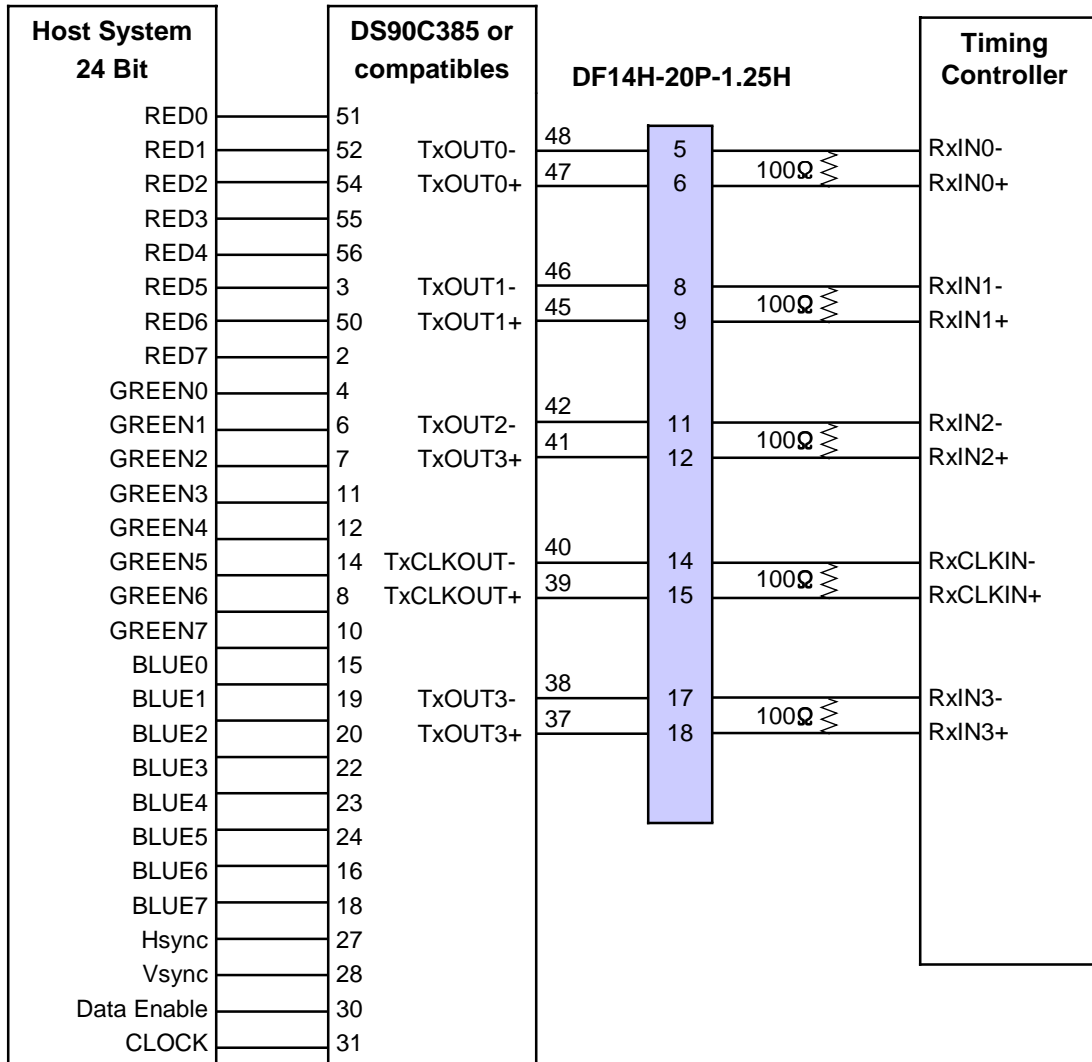 Host System
24 Bit
DS90C385 or
compatibles
DF14H-20P-1.25H
Timing
Controller
RED0 51
RED1 52 TxOUT0- 48 5 RxIN0-
100Ω
RED2 54 TxOUT0+ 47 6 RxIN0+
RED3 55
RED4 56
RED5 3 TxOUT1- 46 8 RxIN1-
100Ω
RED6 50 TxOUT1+ 45 9 RxIN1+
RED7 2
GREEN0 4
GREEN1 6 TxOUT2- 42 11 RxIN2-
100Ω
GREEN2 7 TxOUT3+ 41 12 RxIN2+
GREEN3 11
GREEN4 12
GREEN5 14 TxCLKOUT- 40 14 RxCLKIN-
100Ω
GREEN6 8 TxCLKOUT+ 39 15 RxCLKIN+
GREEN7 10
BLUE0 15
BLUE1 19 TxOUT3- 38 17 RxIN3-
100Ω
BLUE2 20 TxOUT3+ 37 18 RxIN3+
BLUE3 22
BLUE4 23
BLUE5 24
BLUE6 16
BLUE7 18
Hsync 27
Vsync 28
Data Enable 30
CLOCK 31